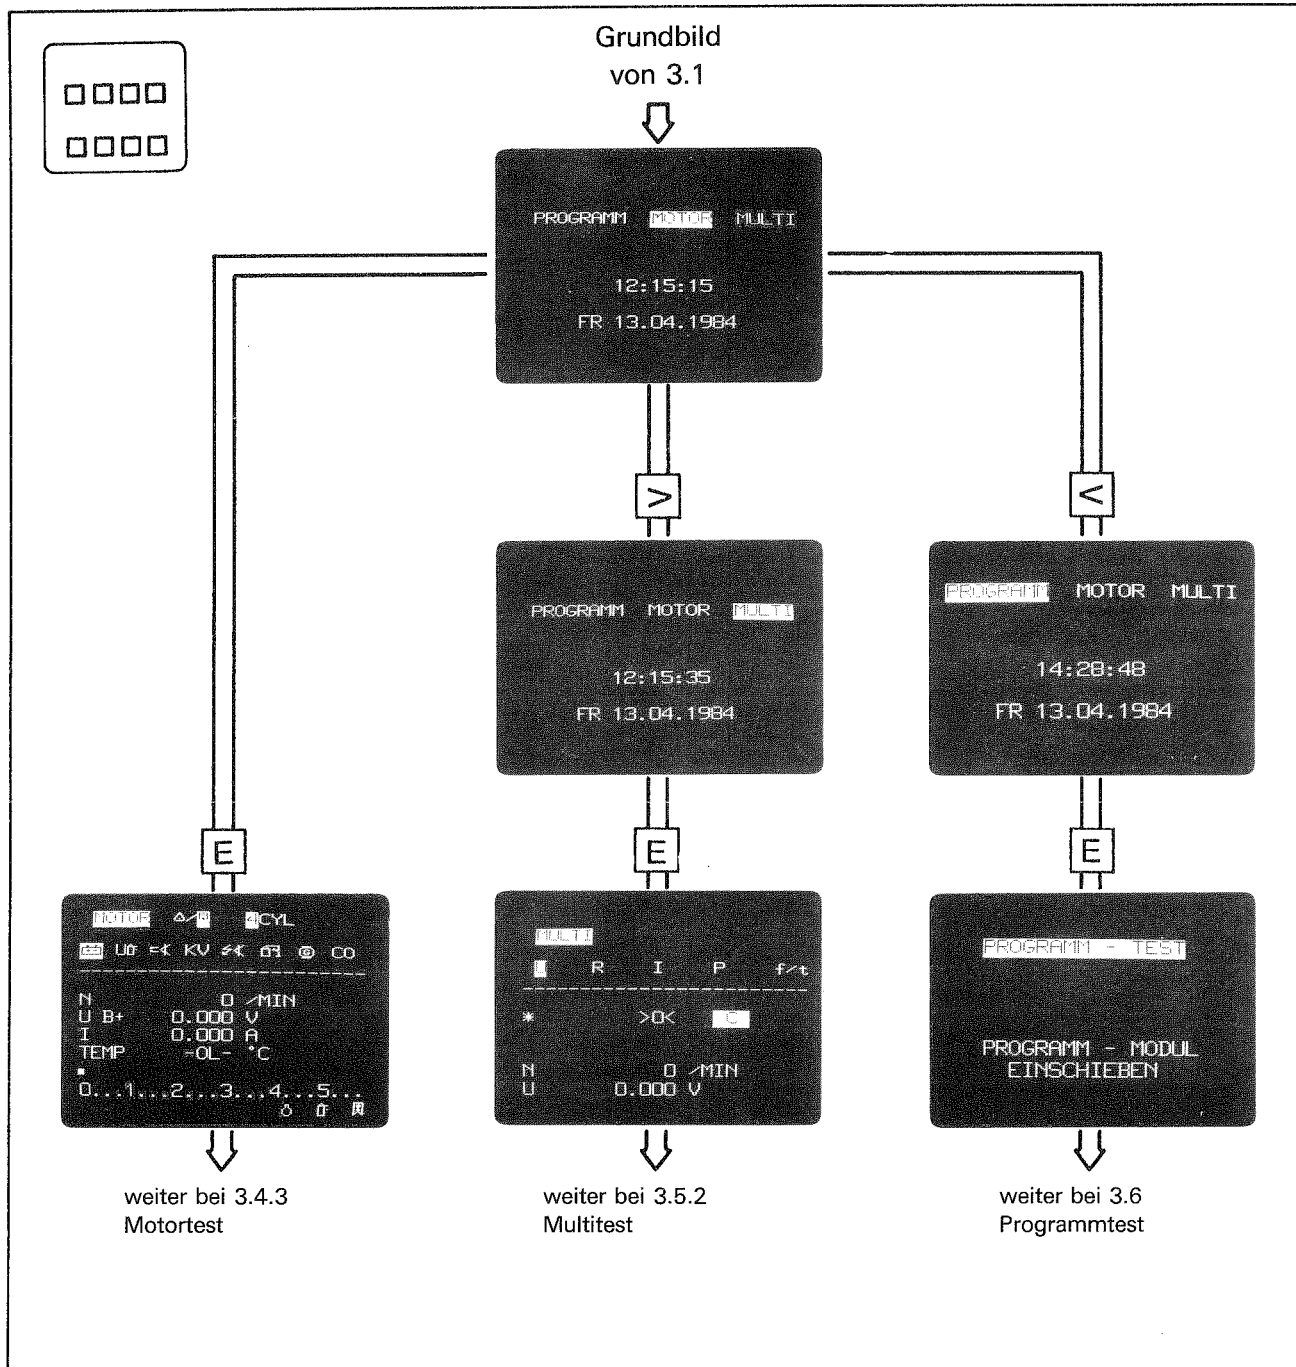 Grundbild
von 3.1
PROGRAMM MOTOR MULTI
12:15:15
FR 13.04.1984
>
<
PROGRAMM MOTOR MULTI
12:15:35
FR 13.04.1984
PROGRAMM MOTOR MULTI
14:28:48
FR 13.04.1984
E
E
E
MOTOR 4CYL
KV CO
N 0 /MIN
U B+ 0.000 V
I 0.000 A
TEMP -OL- °C
0...1...2...3...4...5...
MULTI
U R I P f/t
* >0< C
N 0 /MIN
U 0.000 V
PROGRAMM - TEST
PROGRAMM - MODUL
EINSCHIEBEN
weiter bei 3.4.3
Motortest
weiter bei 3.5.2
Multitest
weiter bei 3.6
Programmtest